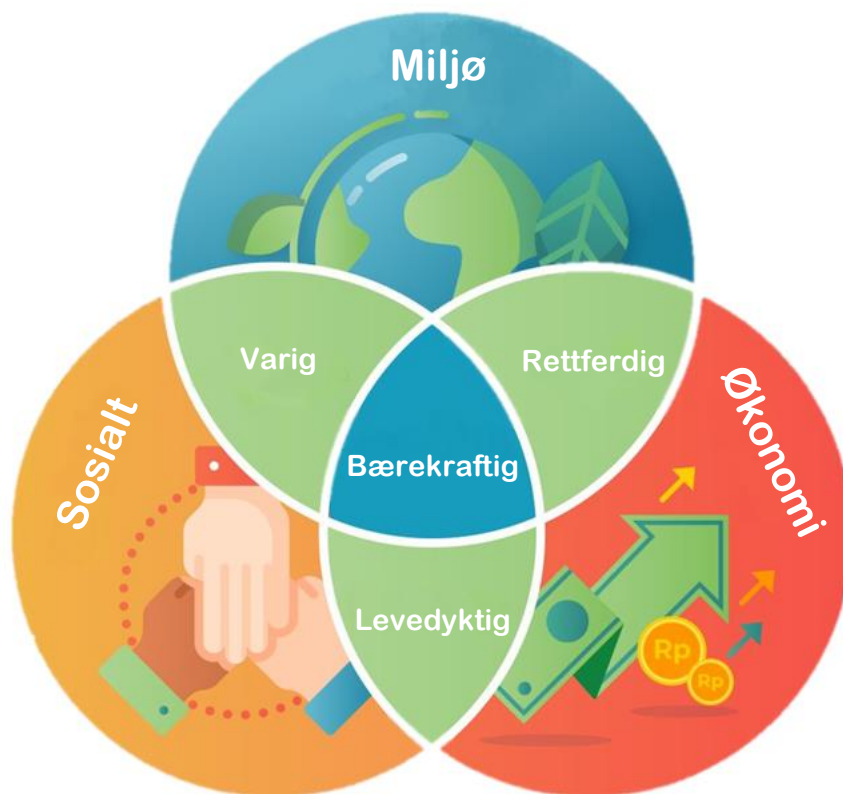 Miljø
Varig
Rettferdig
Sosialt
Økonomi
Bærekraftig
Levedyktig
Rp
Rp